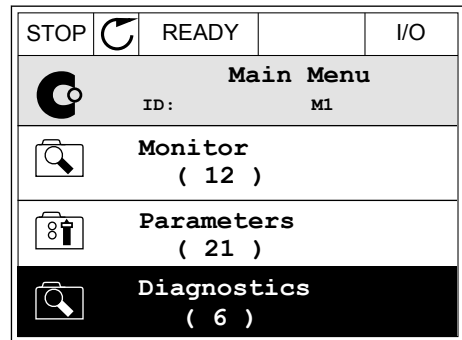 STOP READY I/O
Main Menu
ID: M1
Monitor
( 12 )
Parameters
( 21 )
Diagnostics
( 6 )